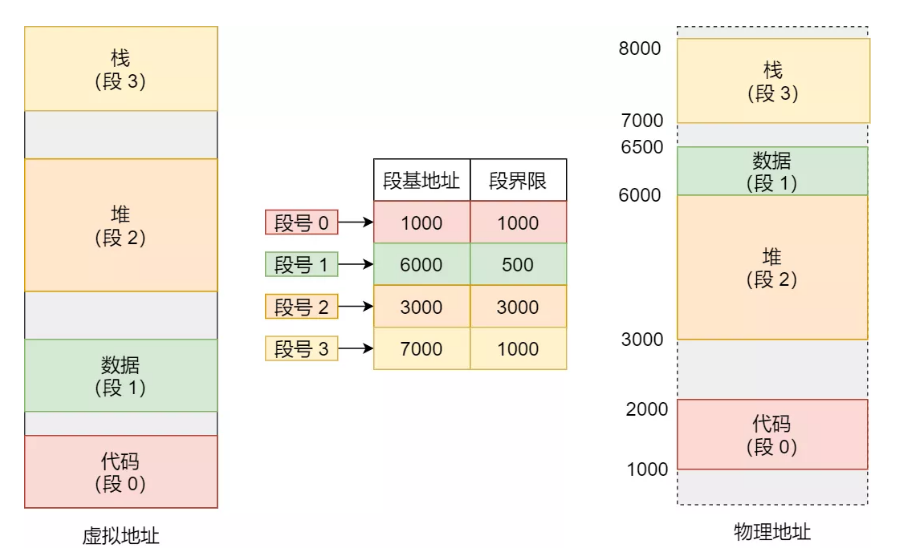 栈
(段 3)
堆
(段 2)
数据
(段 1)
代码
(段 0)
虚拟地址
段基地址 段界限
段号 0 1000 1000
段号 1 6000 500
段号 2 3000 3000
段号 3 7000 1000
8000
栈
(段 3)
7000
6500
数据
(段 1)
6000
堆
(段 2)
3000
2000
代码
(段 0)
1000
物理地址